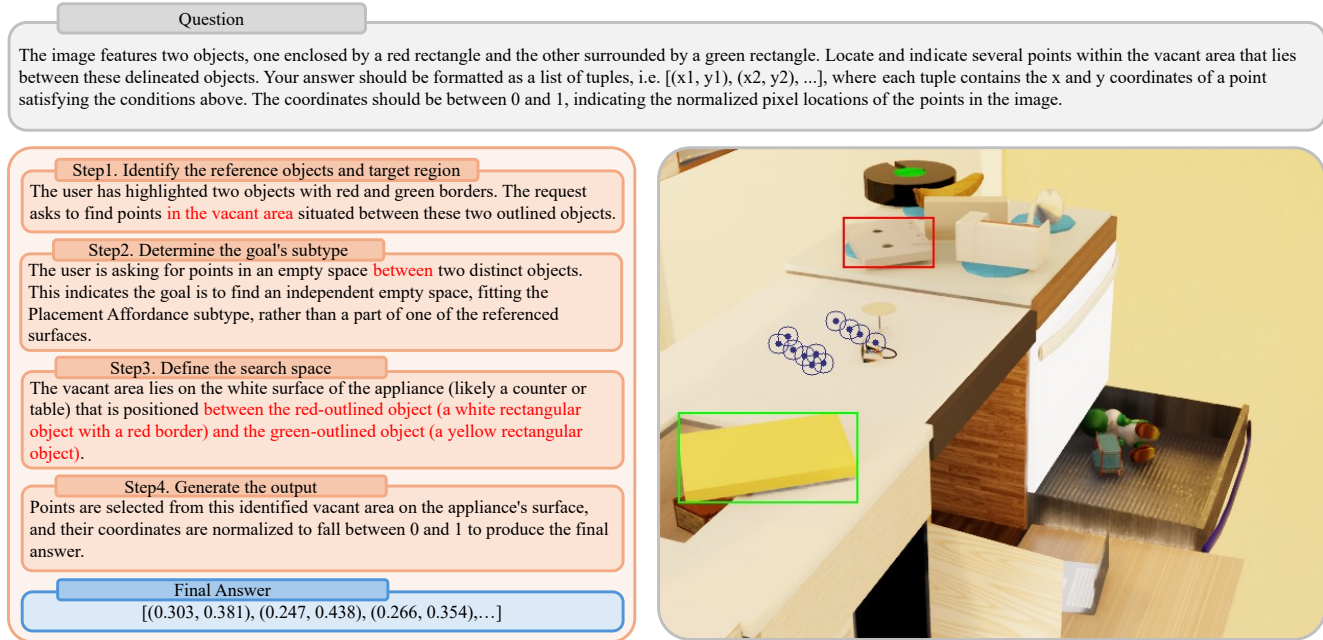 Question
The image features two objects, one enclosed by a red rectangle and the other surrounded by a green rectangle. Locate and indicate several points within the vacant area that lies
between these delineated objects. Your answer should be formatted as a list of tuples, i.e. [(x1, y1), (x2, y2), ...], where each tuple contains the x and y coordinates of a point
satisfying the conditions above. The coordinates should be between 0 and 1, indicating the normalized pixel locations of the points in the image.
Step1. Identify the reference objects and target region
The user has highlighted two objects with red and green borders. The request
asks to find points in the vacant area situated between these two outlined objects.
Step2. Determine the goal's subtype
The user is asking for points in an empty space between two distinct objects.
This indicates the goal is to find an independent empty space, fitting the
Placement Affordance subtype, rather than a part of one of the referenced
surfaces.
Step3. Define the search space
The vacant area lies on the white surface of the appliance (likely a counter or
table) that is positioned between the red-outlined object (a white rectangular
object with a red border) and the green-outlined object (a yellow rectangular
object).
Step4. Generate the output
Points are selected from this identified vacant area on the appliance's surface,
and their coordinates are normalized to fall between 0 and 1 to produce the final
answer.
Final Answer
[(0.303, 0.381), (0.247, 0.438), (0.266, 0.354),…]